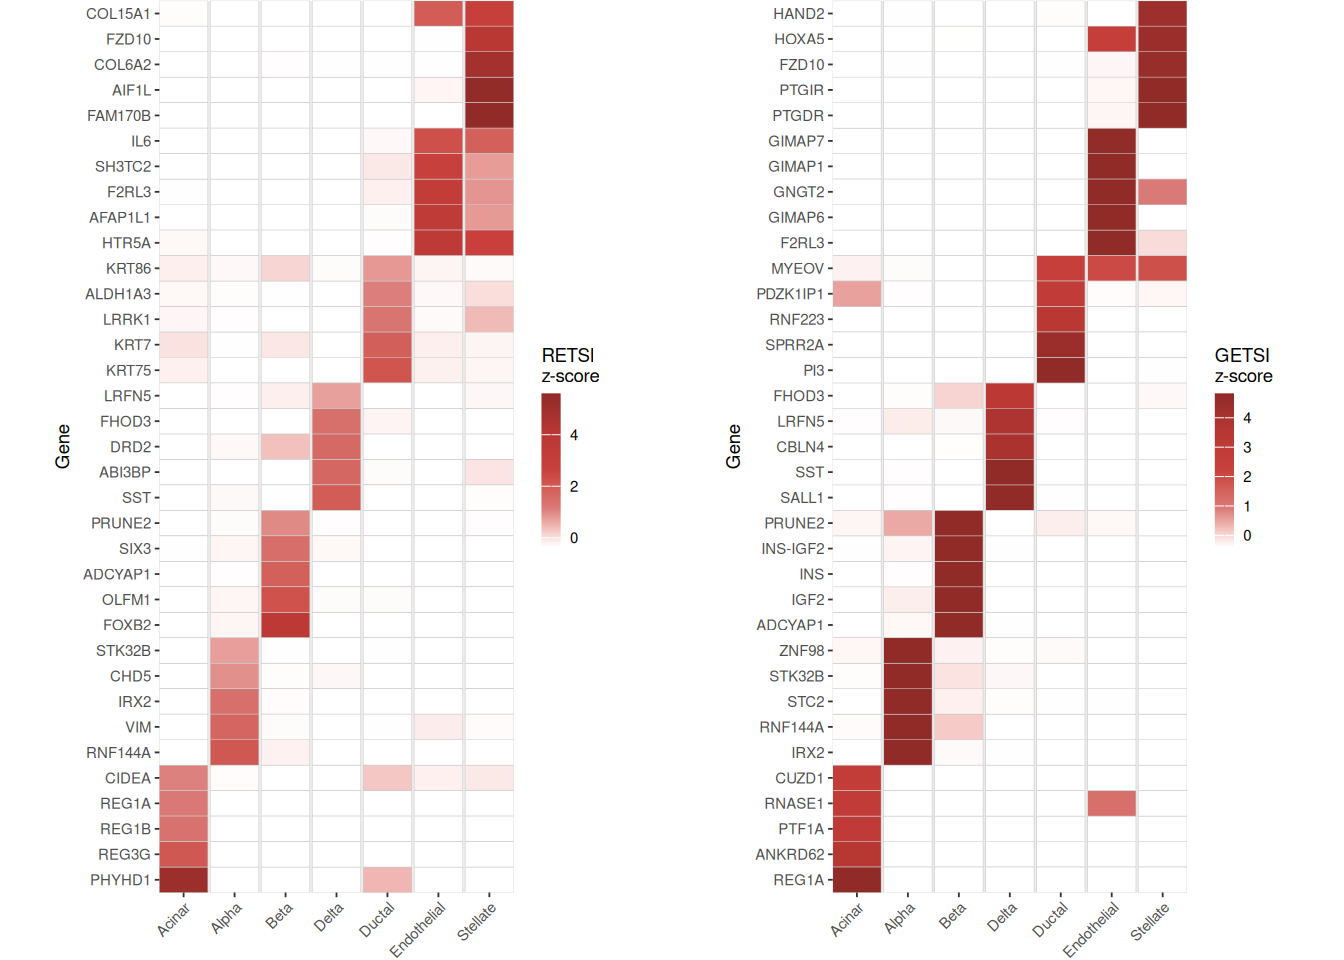 COL15A1
FZD10
COL6A2
AIF1L
FAM170B
IL6
SH3TC2
F2RL3
AFAP1L1
HTR5A
KRT86
ALDH1A3
LRRK1
KRT7
KRT75
LRFN5
FHOD3
DRD2
ABI3BP
SST
PRUNE2
SIX3
ADCYAP1
OLFM1
FOXB2
STK32B
CHD5
IRX2
VIM
RNF144A
CIDEA
REG1A
REG1B
REG3G
PHYHD1
Gene
Acinar
Alpha
Beta
Delta
Ductal
Endothelial
Stellate
RETSI
z-score
4
2
0
HAND2
HOXA5
FZD10
PTGIR
PTGDR
GIMAP7
GIMAP1
GNGT2
GIMAP6
F2RL3
MYEOV
PDZK1IP1
RNF223
SPRR2A
PI3
FHOD3
LRFN5
CBLN4
SST
SALL1
PRUNE2
INS-IGF2
INS
IGF2
ADCYAP1
ZNF98
STK32B
STC2
RNF144A
IRX2
CUZD1
RNASE1
PTF1A
ANKRD62
REG1A
Gene
Acinar
Alpha
Beta
Delta
Ductal
Endothelial
Stellate
GETSI
z-score
4
3
2
1
0